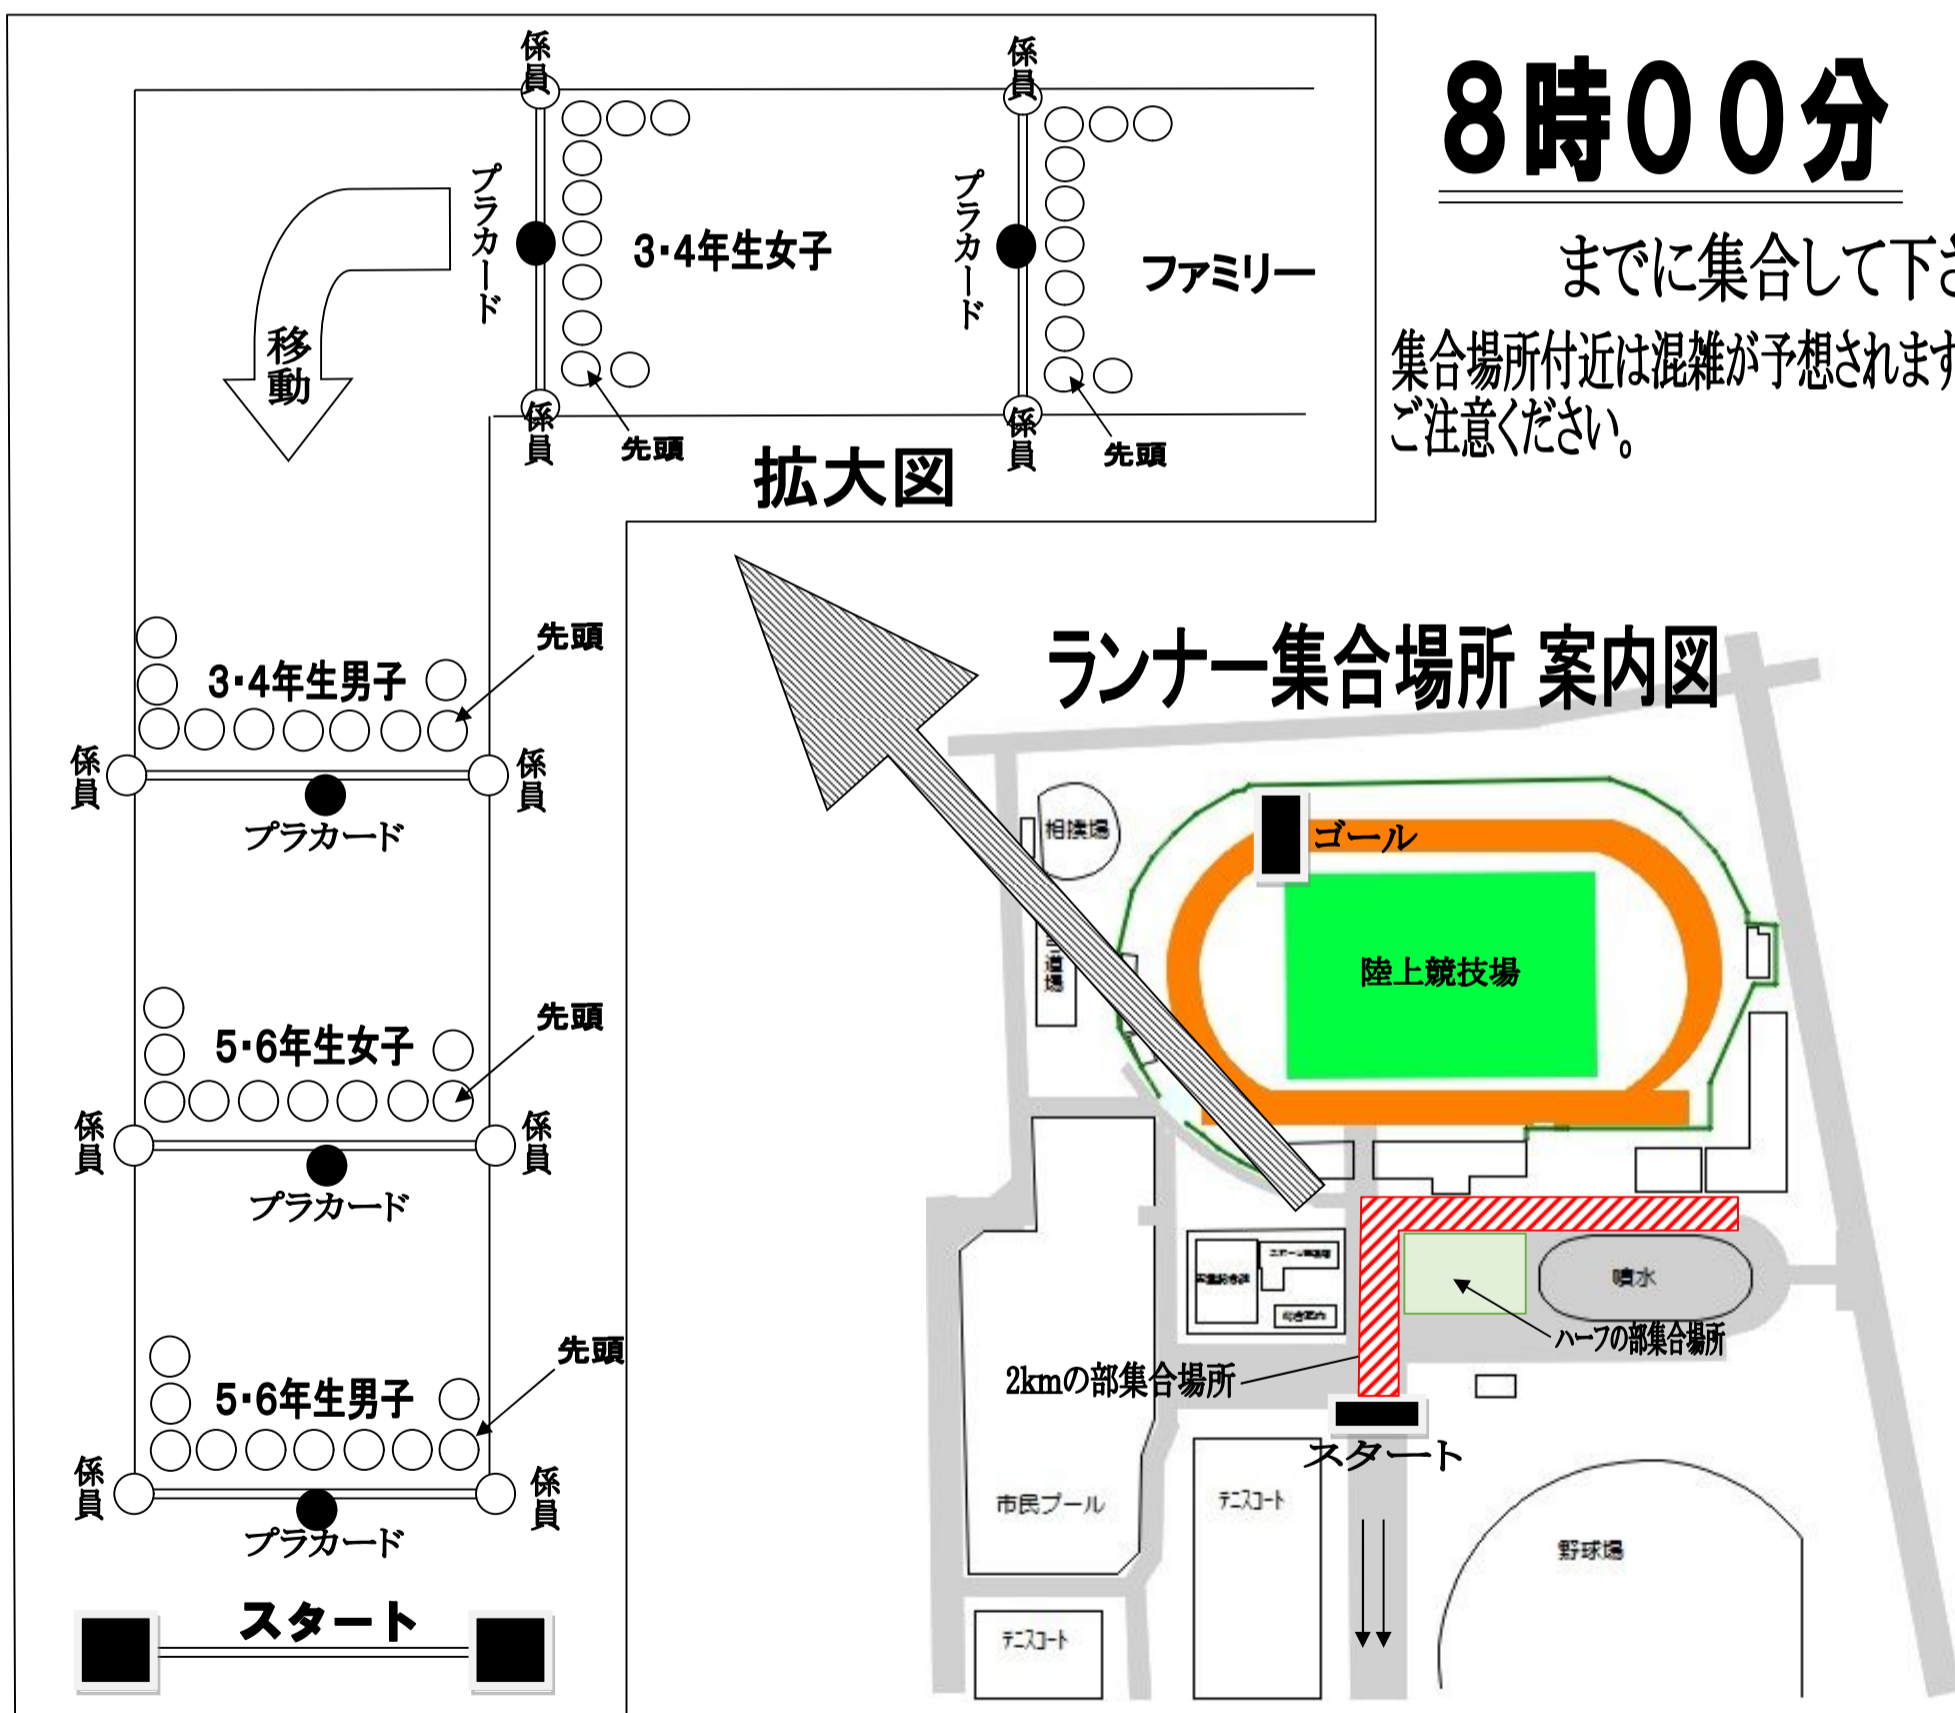 8時00分
までに集合して下さ
集合場所付近は混雑が予想されます
ご注意ください。
係員
係員
プラカード
3・4年生女子
プラカード
ファミリー
移動
係員
先頭
係員
先頭
拡大図
先頭
3・4年生男子
係員
係員
プラカード
先頭
5・6年生女子
係員
係員
プラカード
先頭
5・6年生男子
係員
係員
プラカード
スタート
ランナー集合場所 案内図
相撲場
ゴール
陸上競技場
噴水
ハーフの部集合場所
2kmの部集合場所
スタート
市民プール
テニスコート
野球場
テニスコート